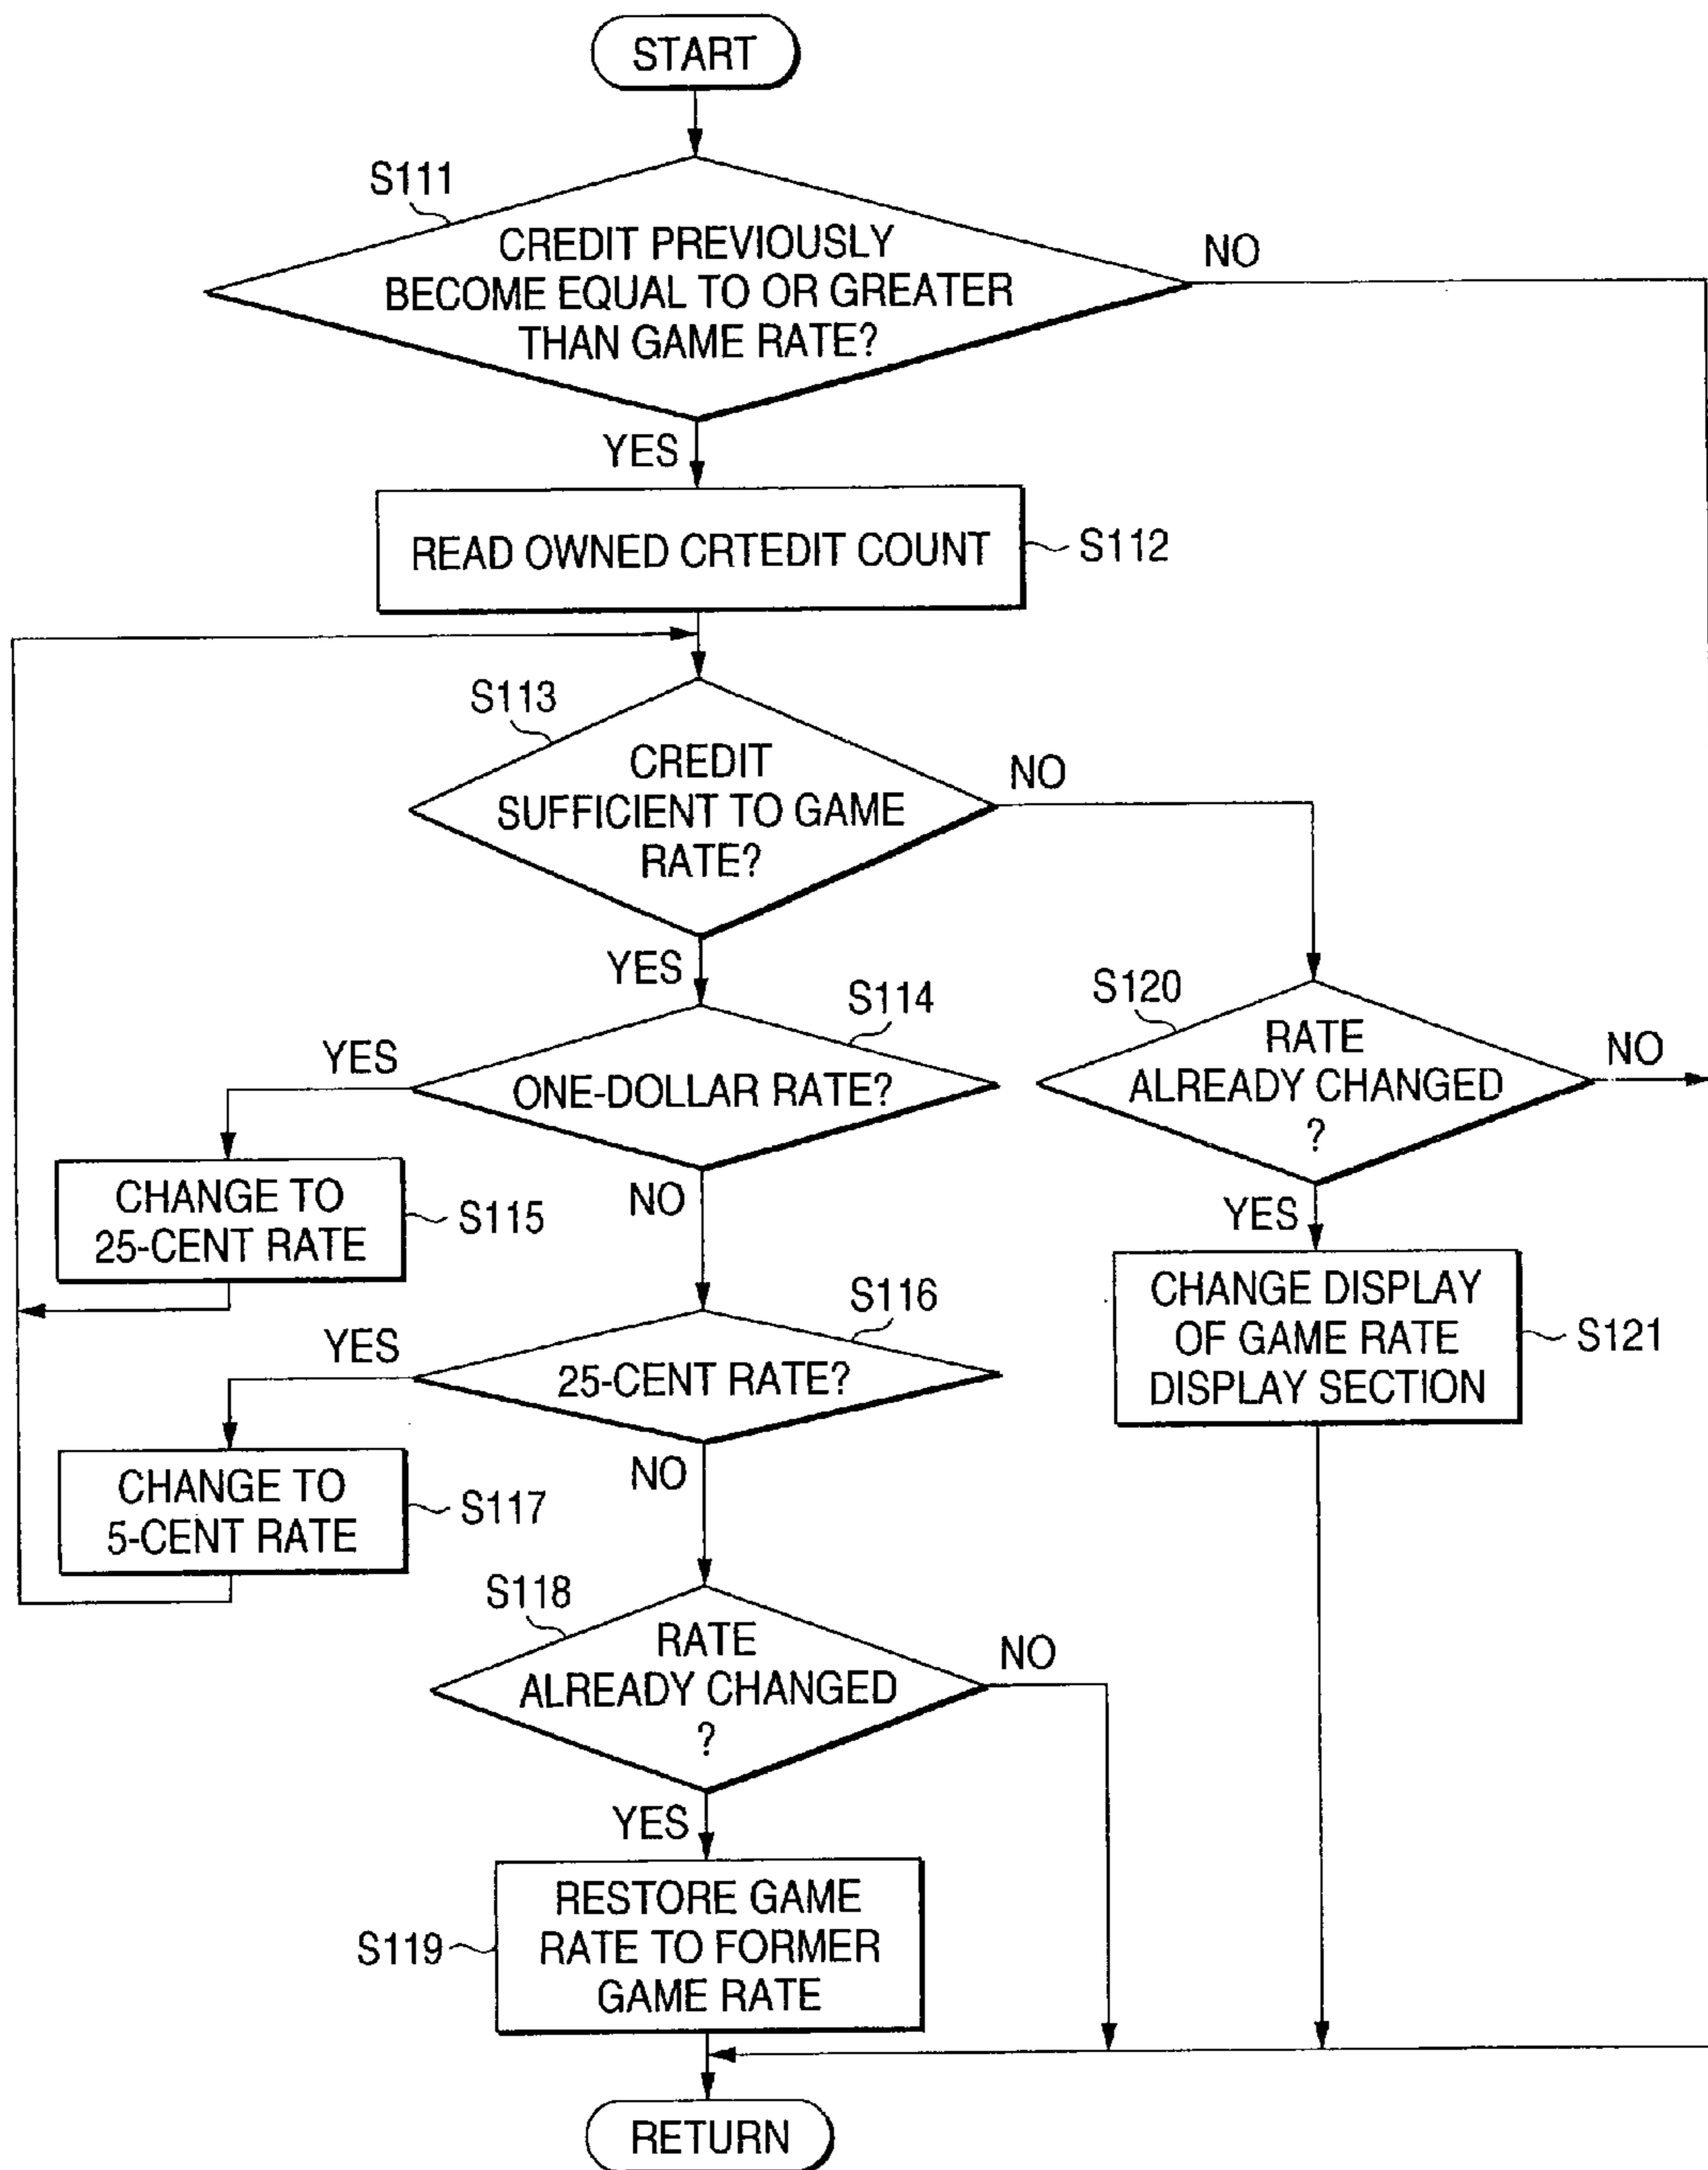 START
S111
CREDIT PREVIOUSLY
BECOME EQUAL TO OR GREATER
THAN GAME RATE?
NO
YES
READ OWNED CRTEDIT COUNT
S112
S113
CREDIT
SUFFICIENT TO GAME
RATE?
NO
YES
S114
ONE-DOLLAR RATE?
YES
NO
S120
RATE
ALREADY CHANGED
?
NO
YES
CHANGE TO
25-CENT RATE
S115
S116
25-CENT RATE?
YES
NO
CHANGE DISPLAY
OF GAME RATE
DISPLAY SECTION
S121
CHANGE TO
5-CENT RATE
S117
S118
RATE
ALREADY CHANGED
?
NO
YES
RESTORE GAME
RATE TO FORMER
GAME RATE
S119
RETURN